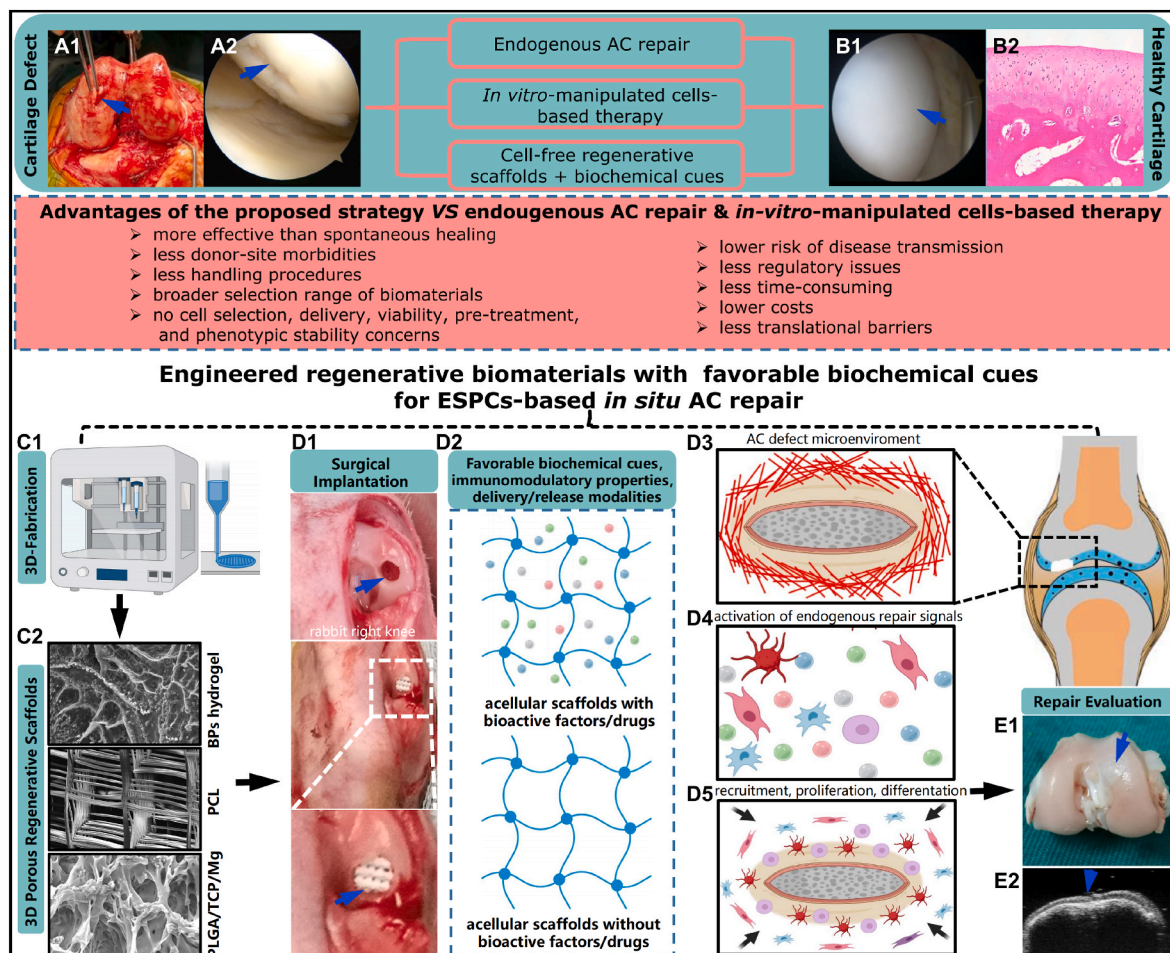 Cartilage Defect
A1
A2
Endogenous AC repair
In vitro-manipulated cells-
based therapy
Cell-free regenerative
scaffolds + biochemical cues
B1
B2
Healthy Cartilage
Advantages of the proposed strategy VS endougenous AC repair & in-vitro-manipulated cells-based therapy
➢ more effective than spontaneous healing
➢ less donor-site morbidities
➢ less handling procedures
➢ broader selection range of biomaterials
➢ no cell selection, delivery, viability, pre-treatment,
and phenotypic stability concerns
➢ lower risk of disease transmission
➢ less regulatory issues
➢ less time-consuming
➢ lower costs
➢ less translational barriers
Engineered regenerative biomaterials with favorable biochemical cues
for ESPCs-based in situ AC repair
C1
3D-Fabrication
C2
3D Porous Regenerative Scaffolds
BPs hydrogel
PCL
PLGA/TCP/Mg
D1
Surgical
Implantation
rabbit right knee
D2
Favorable biochemical cues,
immunomodulatory properties,
delivery/release modalities
acellular scaffolds with
bioactive factors/drugs
acellular scaffolds without
bioactive factors/drugs
D3
AC defect microenviroment
D4
activation of endogenous repair signals
D5
recruitment, proliferation, differentation
Repair Evaluation
E1
E2